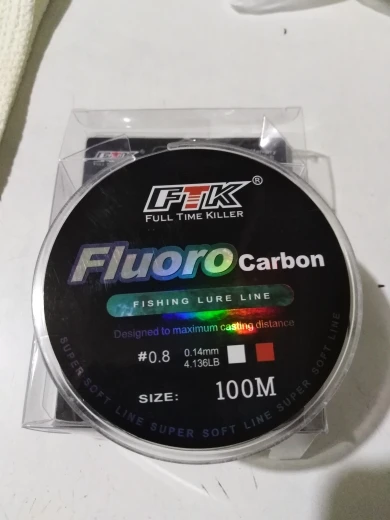 FTK
FTK®
FULL TIME KILLER
Fluoro Carbon
FISHING LURE LINE
Designed to maximum casting distance
#0.8 0.14mm
4.136LB
SIZE: 100M
SUPER SOFT LINE SUPER SOFT LINE SUPER SOFT LINE